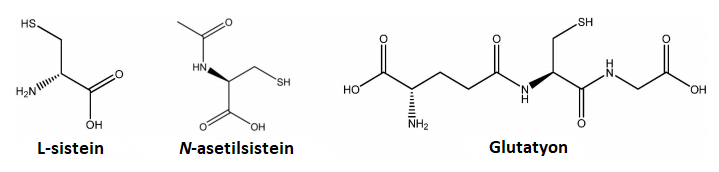 HS
H₂N
O
OH
L-sistein
O
HN
SH
O
OH
N-asetilsistein
O
HO
NH₂
O
N
H
SH
O
H
N
O
OH
Glutatyon